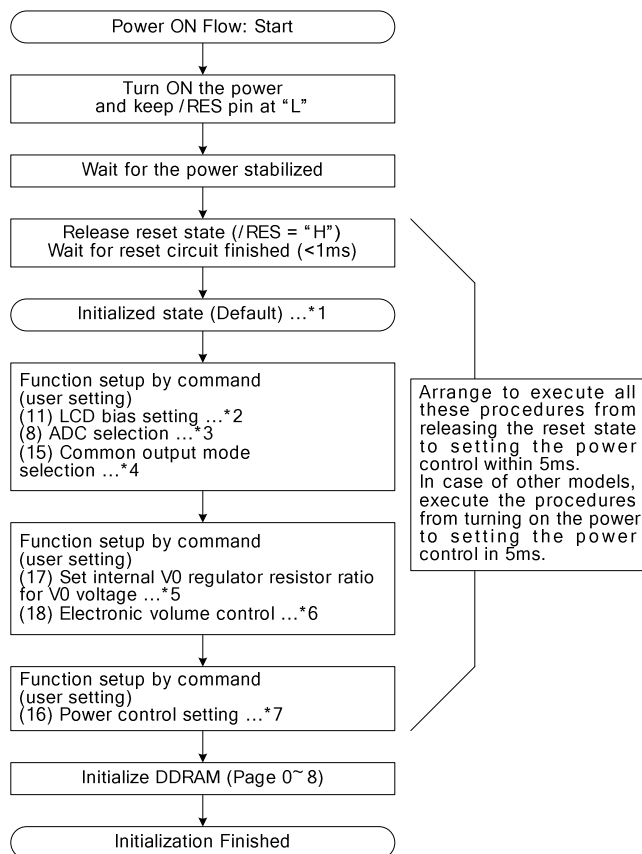 Power ON Flow: Start
Turn ON the power
and keep /RES pin at “L”
Wait for the power stabilized
Release reset state (/RES = “H”)
Wait for reset circuit finished (<1ms)
Initialized state (Default) ...*1
Function setup by command
(user setting)
(11) LCD bias setting ...*2
(8) ADC selection ...*3
(15) Common output mode
selection ...*4
Function setup by command
(user setting)
(17) Set internal V0 regulator resistor ratio
for V0 voltage ...*5
(18) Electronic volume control ...*6
Function setup by command
(user setting)
(16) Power control setting ...*7
Initialize DDRAM (Page 0~8)
Initialization Finished
Arrange to execute all
these procedures from
releasing the reset state
to setting the power
control within 5ms.
In case of other models,
execute the procedures
from turning on the power
to setting the power
control in 5ms.